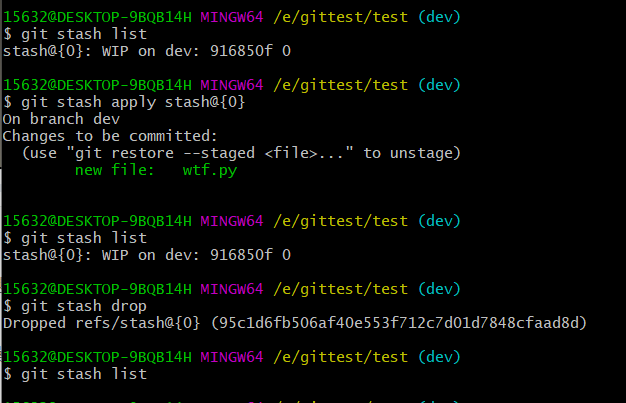 15632@DESKTOP-9BQB14H MINGW64 /e/gittest/test (dev)
$ git stash list
stash@{0}: WIP on dev: 916850f 0
15632@DESKTOP-9BQB14H MINGW64 /e/gittest/test (dev)
$ git stash apply stash@{0}
On branch dev
Changes to be committed:
  (use "git restore --staged <file>..." to unstage)
        new file:   wtf.py
15632@DESKTOP-9BQB14H MINGW64 /e/gittest/test (dev)
$ git stash list
stash@{0}: WIP on dev: 916850f 0
15632@DESKTOP-9BQB14H MINGW64 /e/gittest/test (dev)
$ git stash drop
Dropped refs/stash@{0} (95c1d6fb506af40e553f712c7d01d7848cfaad8d)
15632@DESKTOP-9BQB14H MINGW64 /e/gittest/test (dev)
$ git stash list